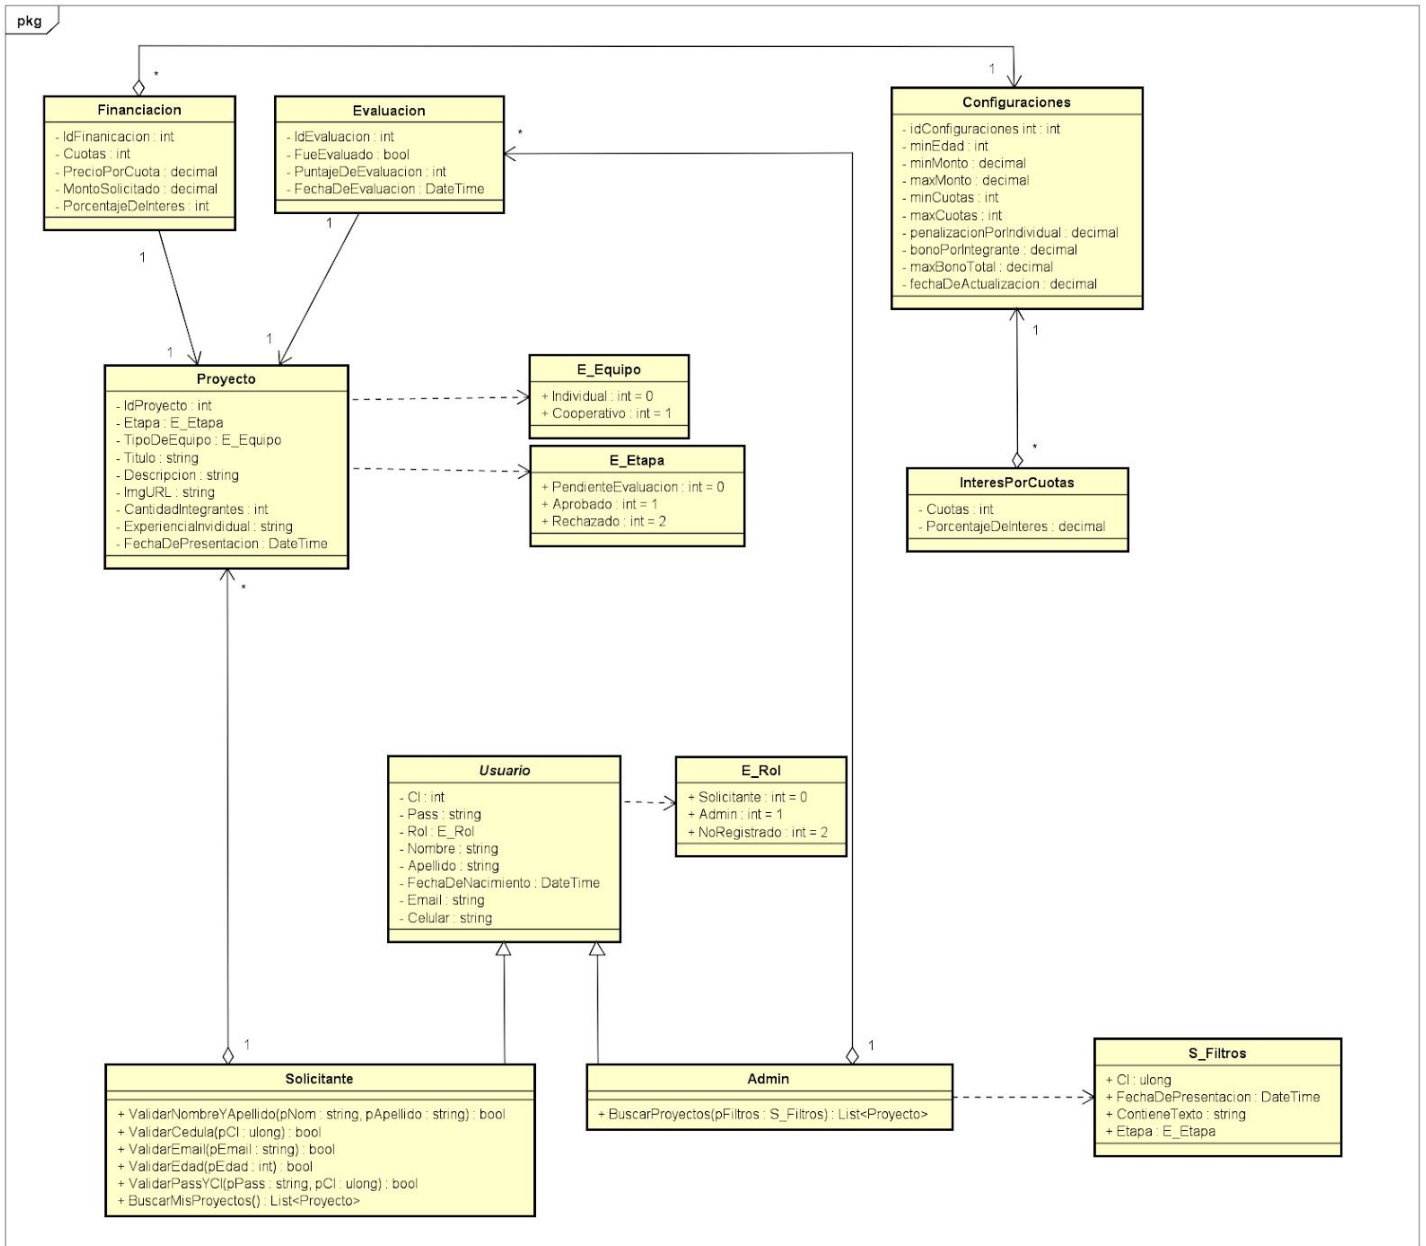 pkg
*
1
Financiacion
- IdFinanicacion : int
- Cuotas : int
- PrecioPorCuota : decimal
- MontoSolicitado : decimal
- PorcentajeDeInteres : int
Evaluacion
- IdEvaluacion : int
- FueEvaluado : bool
- PuntajeDeEvaluacion : int
- FechaDeEvaluacion : DateTime
*
Configuraciones
- idConfiguraciones int : int
- minEdad : int
- minMonto : decimal
- maxMonto : decimal
- minCuotas : int
- maxCuotas : int
- penalizacionPorIndividual : decimal
- bonoPorIntegrante : decimal
- maxBonoTotal : decimal
- fechaDeActualizacion : decimal
1
1
1
1
1
Proyecto
- IdProyecto : int
- Etapa : E_Etapa
- TipoDeEquipo : E_Equipo
- Titulo : string
- Descripcion : string
- ImgURL : string
- CantidadIntegrantes : int
- ExperienciaInvididual : string
- FechaDePresentacion : DateTime
E_Equipo
+ Individual : int = 0
+ Cooperativo : int = 1
E_Etapa
+ PendienteEvaluacion : int = 0
+ Aprobado : int = 1
+ Rechazado : int = 2
*
InteresPorCuotas
- Cuotas : int
- PorcentajeDeInteres : decimal
*
Usuario
- CI : int
- Pass : string
- Rol : E_Rol
- Nombre : string
- Apellido : string
- FechaDeNacimiento : DateTime
- Email : string
- Celular : string
E_Rol
+ Solicitante : int = 0
+ Admin : int = 1
+ NoRegistrado : int = 2
1
1
Solicitante
+ ValidarNombreYApellido(pNom : string, pApellido : string) : bool
+ ValidarCedula(pCI : ulong) : bool
+ ValidarEmail(pEmail : string) : bool
+ ValidarEdad(pEdad : int) : bool
+ ValidarPassYCI(pPass : string, pCI : ulong) : bool
+ BuscarMisProyectos() : List<Proyecto>
Admin
+ BuscarProyectos(pFiltros : S_Filtros) : List<Proyecto>
S_Filtros
+ CI : ulong
+ FechaDePresentacion : DateTime
+ ContieneTexto : string
+ Etapa : E_Etapa